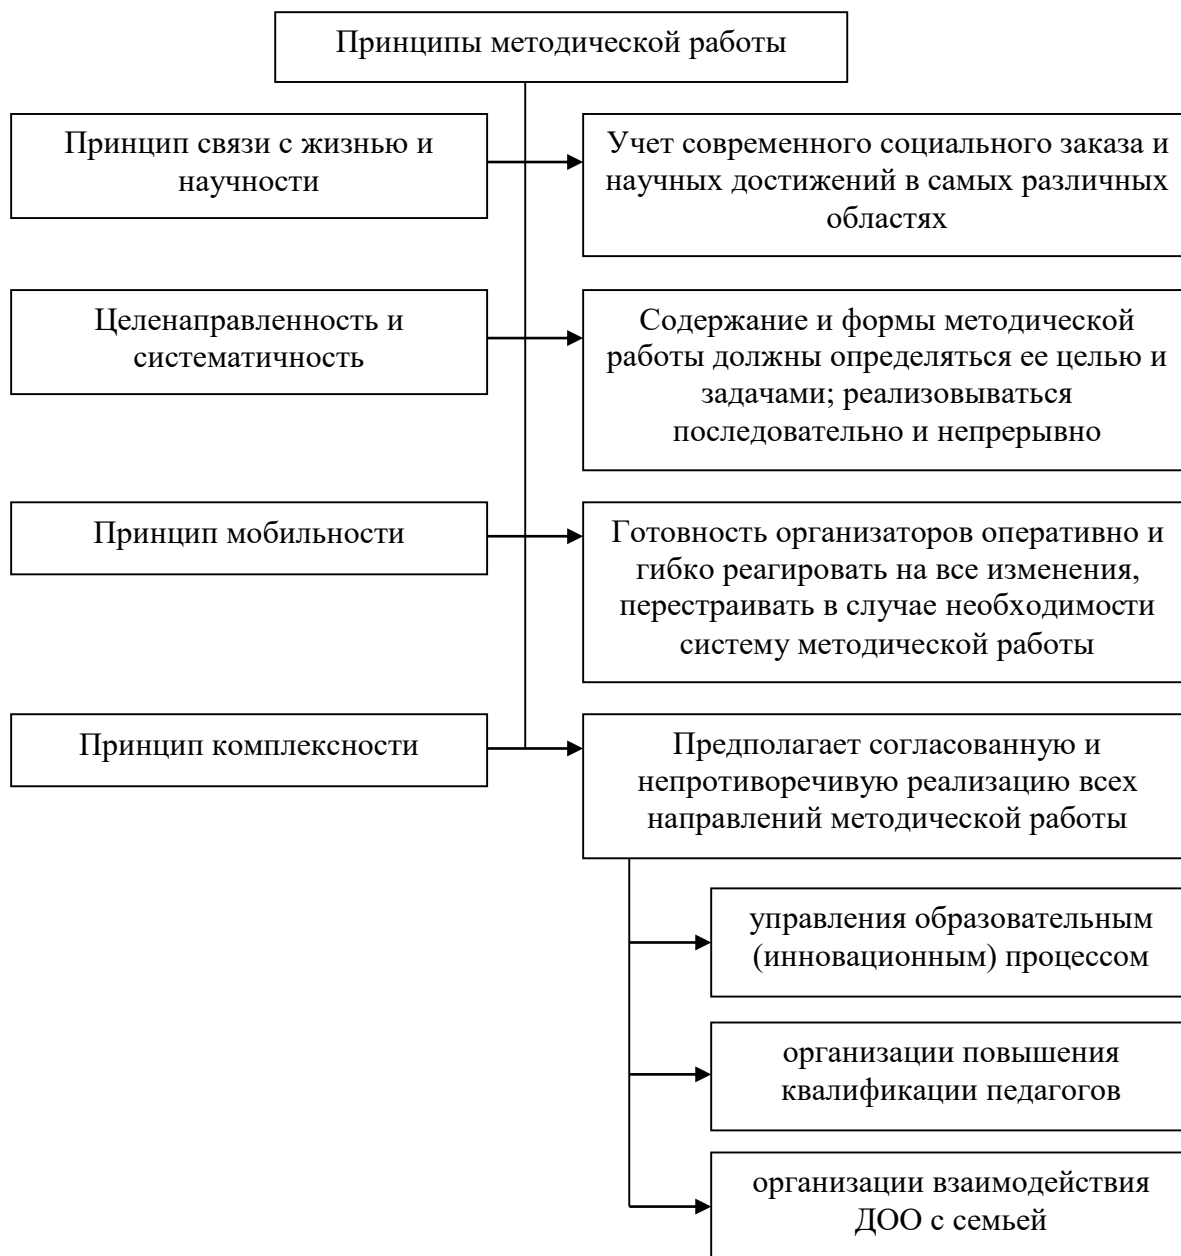 Принципы методической работы
Принцип связи с жизнью и
научности
Учет современного социального заказа и
научных достижений в самых различных
областях
Целенаправленность и
систематичность
Содержание и формы методической
работы должны определяться ее целью и
задачами; реализовываться
последовательно и непрерывно
Принцип мобильности
Готовность организаторов оперативно и
гибко реагировать на все изменения,
перестраивать в случае необходимости
систему методической работы
Принцип комплексности
Предполагает согласованную и
непротиворечивую реализацию всех
направлений методической работы
управления образовательным
(инновационным) процессом
организации повышения
квалификации педагогов
организации взаимодействия
ДОО с семьей